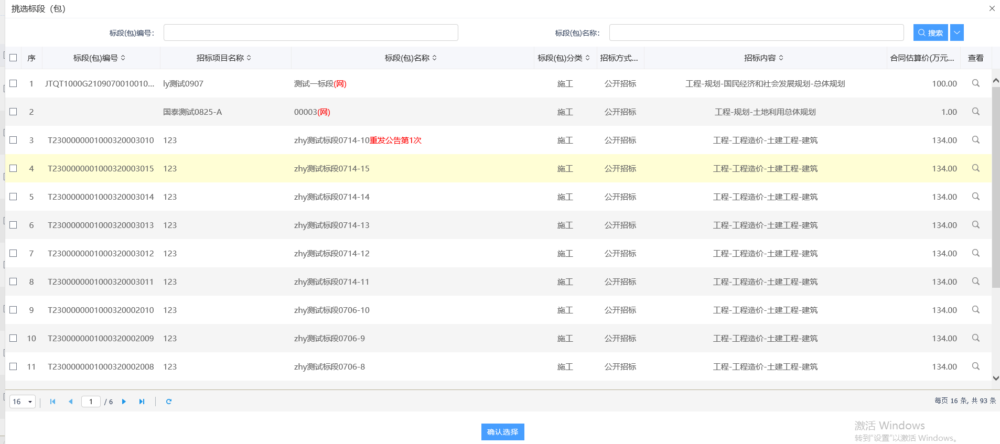 挑选标段（包）
标段(包)编号：
标段(包)名称：
搜索
序 标段(包)编号 招标项目名称 标段(包)名称 标段(包)分类 招标方式... 招标内容 合同估算价(万元... 查看
1 JTQT1000G2109070010010... ly测试0907 测试一标段(网) 施工 公开招标 工程-规划-国民经济和社会发展规划-总体规划 100.00
2 国泰测试0825-A 00003(网) 施工 公开招标 工程-规划-土地利用总体规划 1.00
3 T2300000001000320003010 123 zhy测试标段0714-10重发公告第1次 施工 公开招标 工程-工程造价-土建工程-建筑 134.00
4 T2300000001000320003015 123 zhy测试标段0714-15 施工 公开招标 工程-工程造价-土建工程-建筑 134.00
5 T2300000001000320003014 123 zhy测试标段0714-14 施工 公开招标 工程-工程造价-土建工程-建筑 134.00
6 T2300000001000320003013 123 zhy测试标段0714-13 施工 公开招标 工程-工程造价-土建工程-建筑 134.00
7 T2300000001000320003012 123 zhy测试标段0714-12 施工 公开招标 工程-工程造价-土建工程-建筑 134.00
8 T2300000001000320003011 123 zhy测试标段0714-11 施工 公开招标 工程-工程造价-土建工程-建筑 134.00
9 T2300000001000320002010 123 zhy测试标段0706-10 施工 公开招标 工程-工程造价-土建工程-建筑 134.00
10 T2300000001000320002009 123 zhy测试标段0706-9 施工 公开招标 工程-工程造价-土建工程-建筑 134.00
11 T2300000001000320002008 123 zhy测试标段0706-8 施工 公开招标 工程-工程造价-土建工程-建筑 134.00
16 1 / 6 每页 16 条, 共 93 条
确认选择
激活 Windows
转到"设置"以激活 Windows。